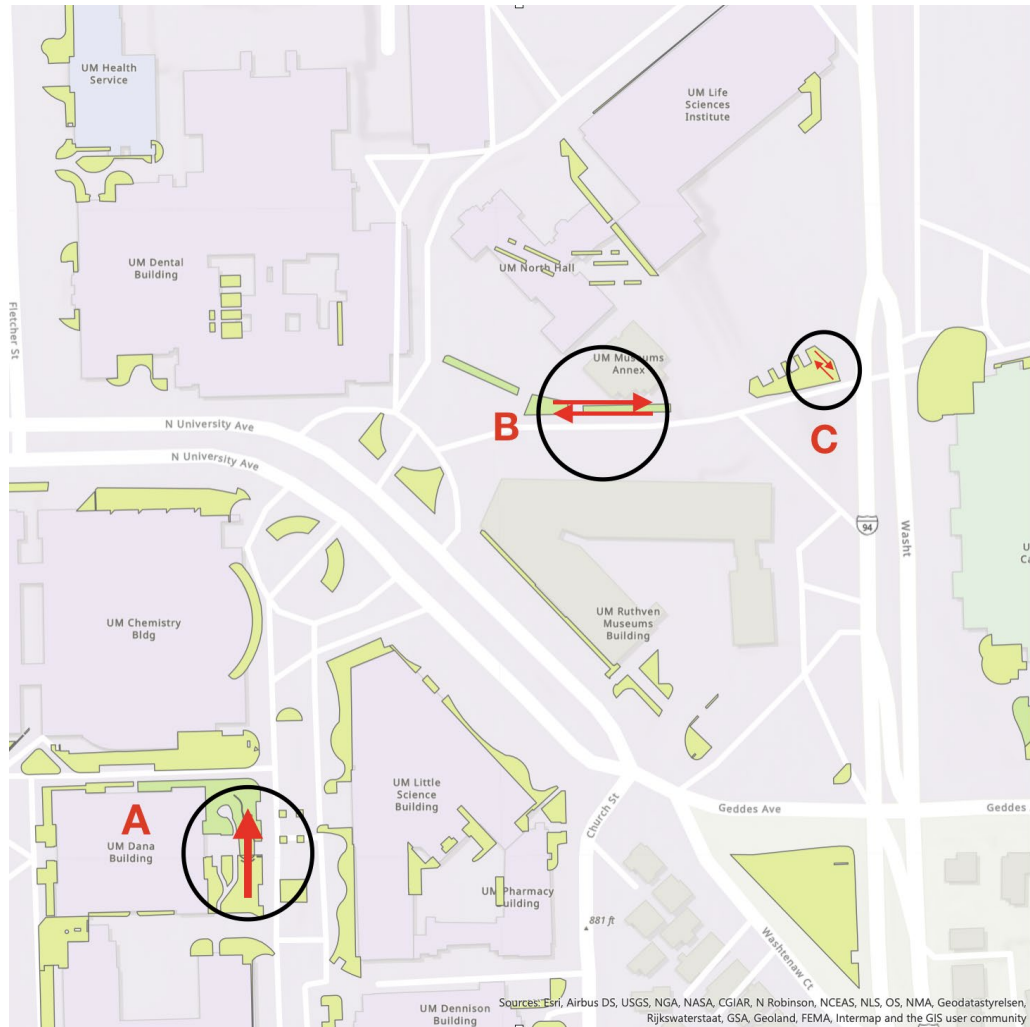 UM Health
Service
UM Life
Sciences
Institute
UM Dental
Building
UM North Hall
Fletcher St
UM Museums
Annex
N University Ave
B
C
N University Ave
94
Washt
UM Chemistry
Bldg
UM Ruthven
Museums
Building
U
Ca
UM Little
Science
Building
A
UM Dana
Building
Church St
Geddes Ave
Geddes
UM Pharmacy
Building
881 ft
Washtenaw Ct
UM Dennison
Building
Sources: Esri, Airbus DS, USGS, NGA, NASA, CGIAR, N Robinson, NCEAS, NLS, OS, NMA, Geodatastyrelsen,
Rijkswaterstaat, GSA, Geoland, FEMA, Intermap and the GIS user community